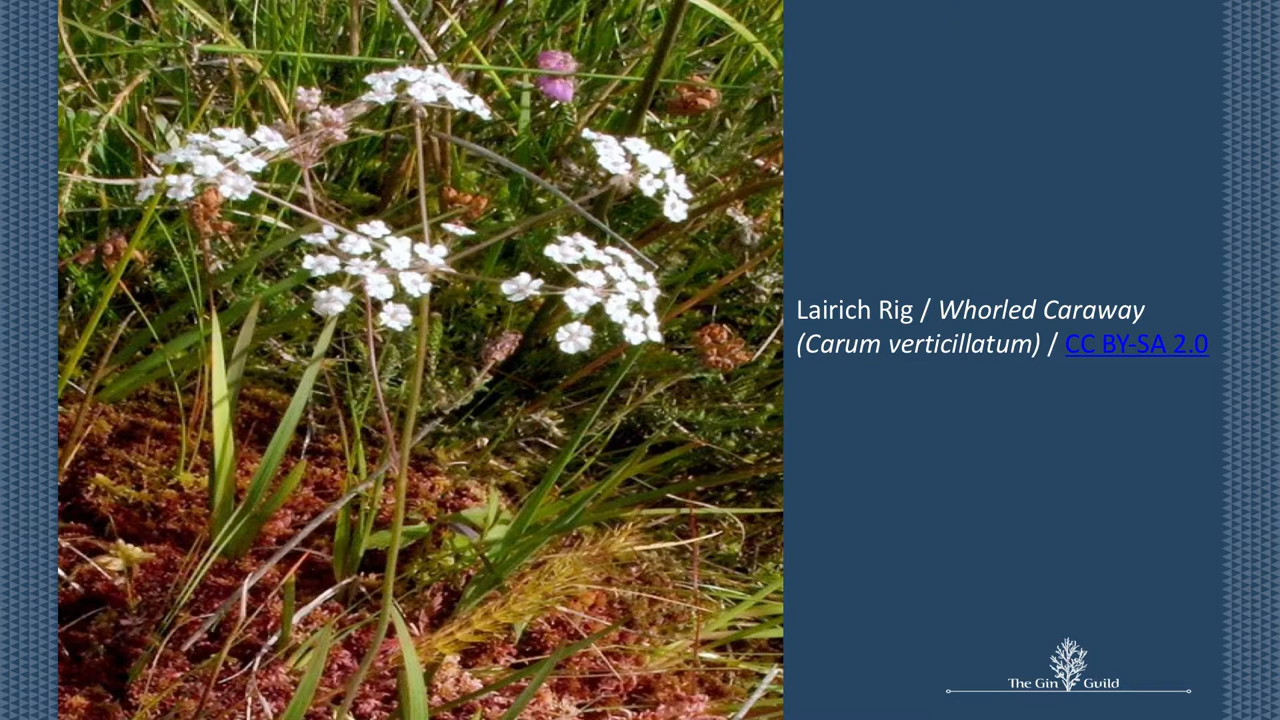 Lairich Rig / Whorled Caraway
(Carum verticillatum) / CC BY-SA 2.0
The Gin Guild